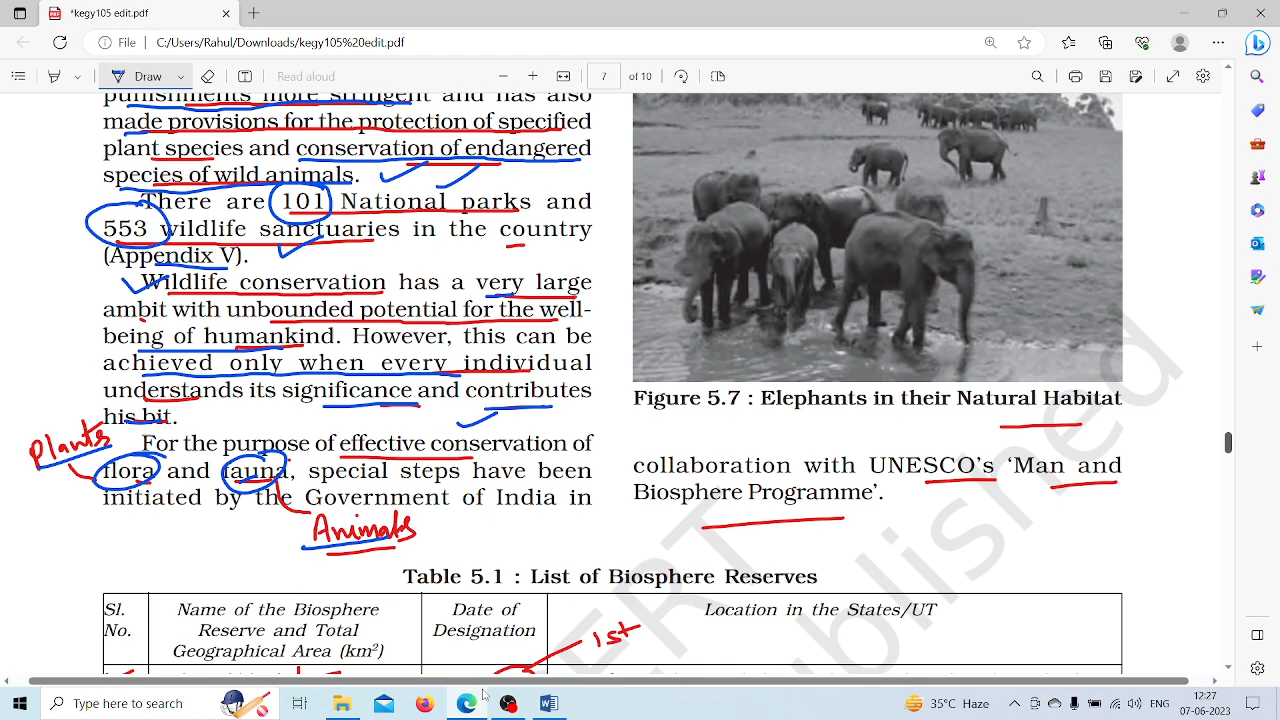 *kegy105 edit.pdf
File C:/Users/Rahul/Downloads/kegy105%20edit.pdf
Draw
Read aloud
7 of 10
punishments more stringent and has also
made provisions for the protection of specified
plant species and conservation of endangered
species of wild animals.
There are 101 National parks and
553 wildlife sanctuaries in the country
(Appendix V).
Wildlife conservation has a very large
ambit with unbounded potential for the well-
being of humankind. However, this can be
achieved only when every individual
understands its significance and contributes
his bit.
For the purpose of effective conservation of
Plants
flora and fauna, special steps have been
initiated by the Government of India in
Animals
Figure 5.7 : Elephants in their Natural Habitat
collaboration with UNESCO's 'Man and
Biosphere Programme'.
Table 5.1 : List of Biosphere Reserves
Sl.
No.
Name of the Biosphere
Reserve and Total
Geographical Area (km²)
Date of
Designation
Location in the States/UT
1st
Type here to search
35°C Haze
ENG
12:27
07-06-2023